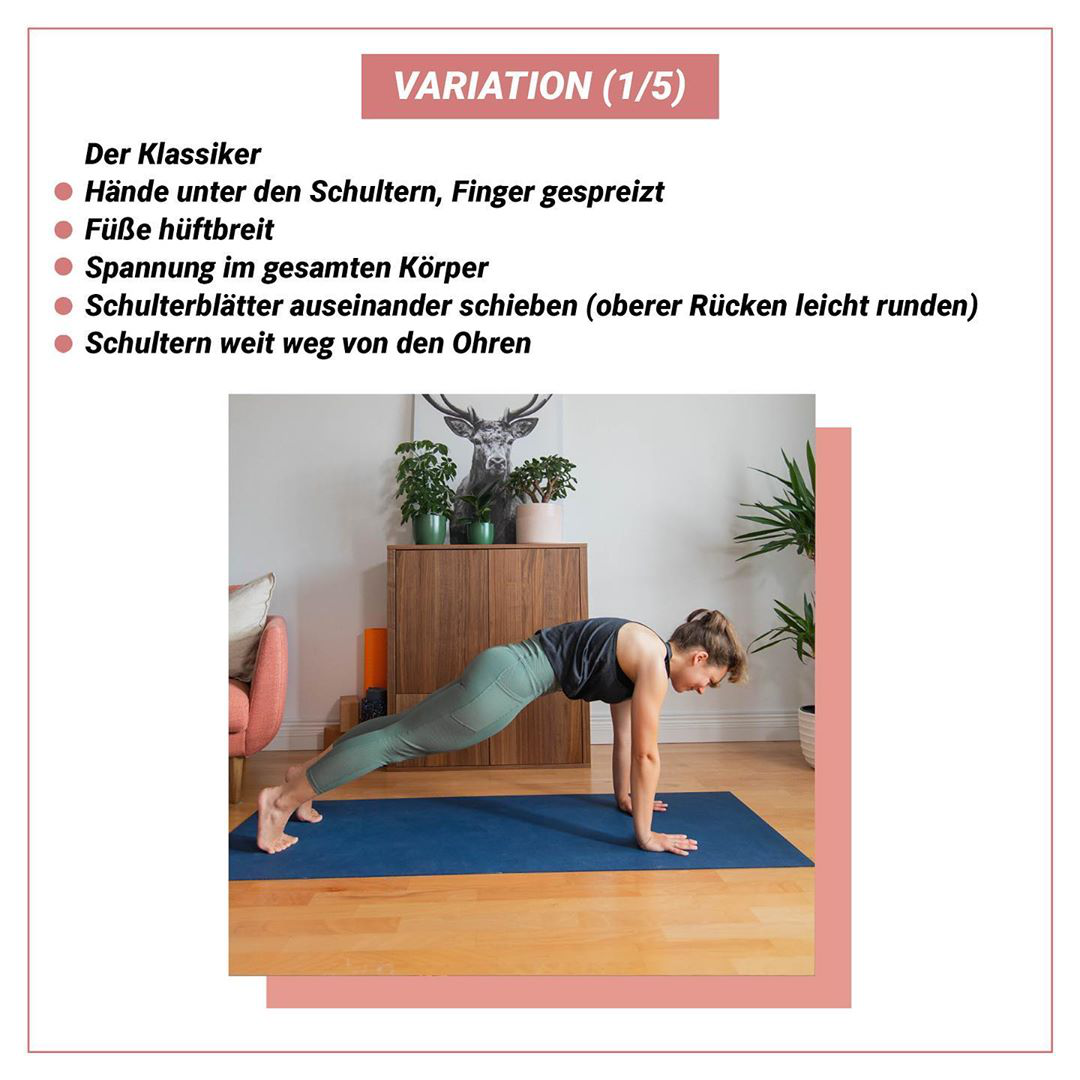 VARIATION (1/5)
Der Klassiker
Hände unter den Schultern, Finger gespreizt
Füße hüftbreit
Spannung im gesamten Körper
Schulterblätter auseinander schieben (oberer Rücken leicht runden)
Schultern weit weg von den Ohren